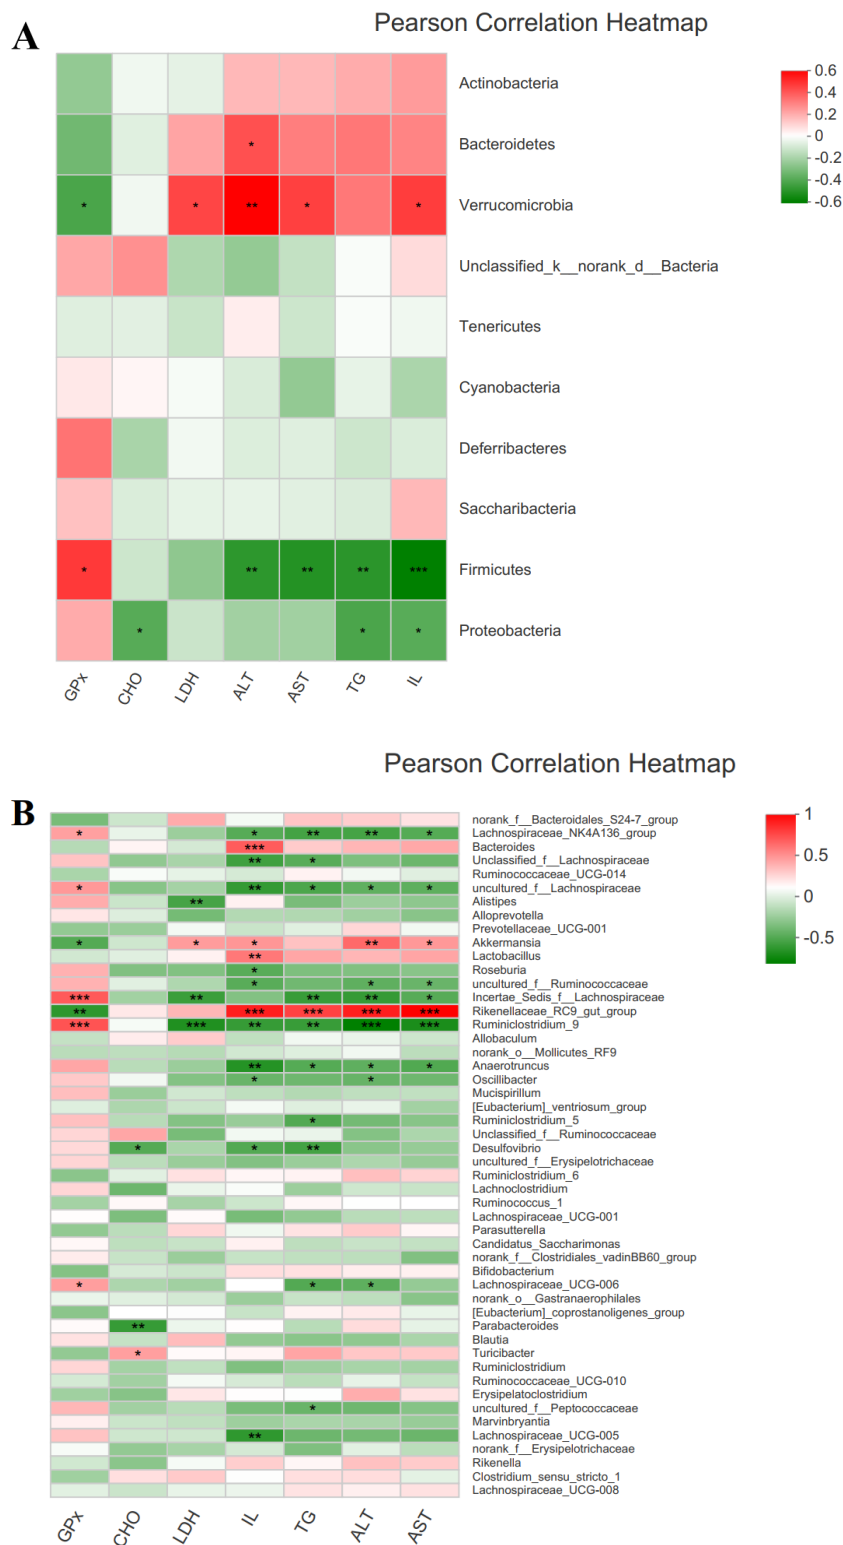 A
Pearson Correlation Heatmap
Actinobacteria
Bacteroidetes
*
Verrucomicrobia
* * ** * *
Unclassified_k__norank_d__Bacteria
Tenericutes
Cyanobacteria
Deferribacteres
Saccharibacteria
Firmicutes
* ** ** ** ***
Proteobacteria
* * *
GPx CHO LDH ALT AST TG IL
0.6
0.4
0.2
0
-0.2
-0.4
-0.6
B
Pearson Correlation Heatmap
norank_f__Bacteroidales_S24-7_group
* * ** ** * Lachnospiraceae_NK4A136_group
*** Bacteroides
** * Unclassified_f__Lachnospiraceae
Ruminococcaceae_UCG-014
* ** * * * uncultured_f__Lachnospiraceae
** Alistipes
Alloprevotella
Prevotellaceae_UCG-001
* * * ** * Akkermansia
** Lactobacillus
* Roseburia
* * * uncultured_f__Ruminococcaceae
*** ** ** ** * Incertae_Sedis_f__Lachnospiraceae
** *** *** *** *** Rikenellaceae_RC9_gut_group
*** *** ** ** *** *** Ruminiclostridium_9
Allobaculum
norank_o__Mollicutes_RF9
** * * * Anaerotruncus
* * Oscillibacter
Mucispirillum
[Eubacterium]_ventriosum_group
* Ruminiclostridium_5
Unclassified_f__Ruminococcaceae
* * ** Desulfovibrio
uncultured_f__Erysipelotrichaceae
Ruminiclostridium_6
Lachnoclostridium
Ruminococcus_1
Lachnospiraceae_UCG-001
Parasutterella
Candidatus_Saccharimonas
norank_f__Clostridiales_vadinBB60_group
Bifidobacterium
* * * Lachnospiraceae_UCG-006
norank_o__Gastranaerophilales
[Eubacterium]_coprostanoligenes_group
** Parabacteroides
Blautia
* Turicibacter
Ruminiclostridium
Ruminococcaceae_UCG-010
Erysipelatoclostridium
* uncultured_f__Peptococcaceae
Marvinbryantia
** Lachnospiraceae_UCG-005
norank_f__Erysipelotrichaceae
Rikenella
Clostridium_sensu_stricto_1
Lachnospiraceae_UCG-008
GPx CHO LDH IL TG ALT AST
1
0.5
0
-0.5